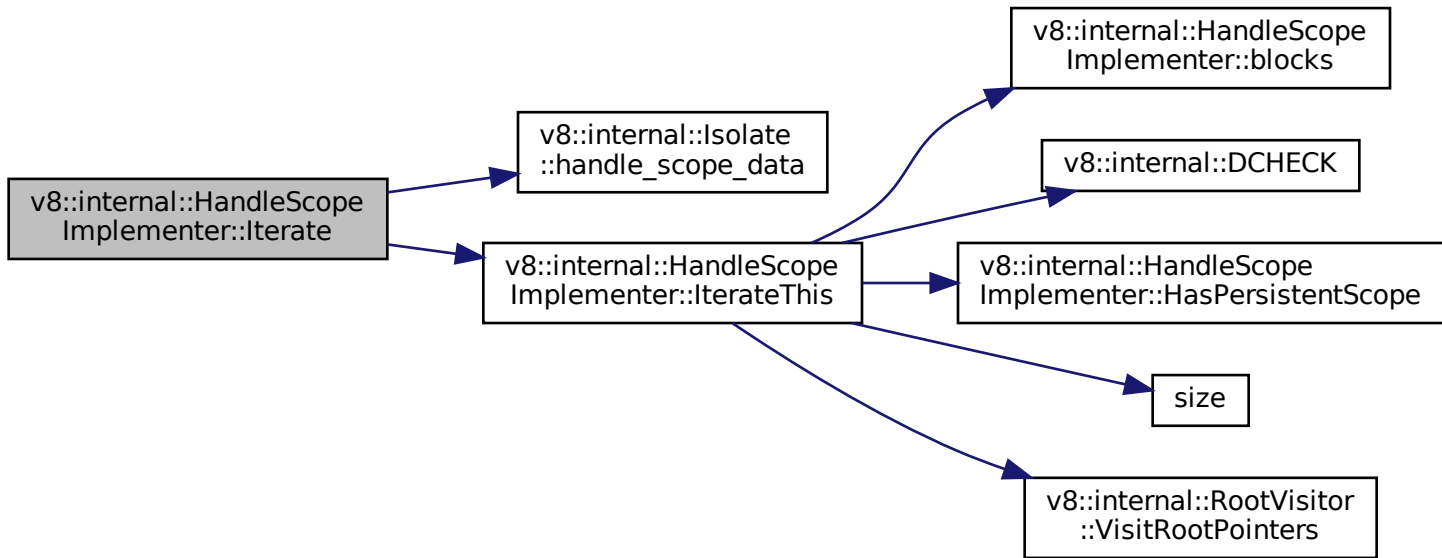 v8::internal::HandleScope
Implementer::Iterate
v8::internal::Isolate
::handle_scope_data
v8::internal::HandleScope
Implementer::IterateThis
v8::internal::HandleScope
Implementer::blocks
v8::internal::DCHECK
v8::internal::HandleScope
Implementer::HasPersistentScope
size
v8::internal::RootVisitor
::VisitRootPointers